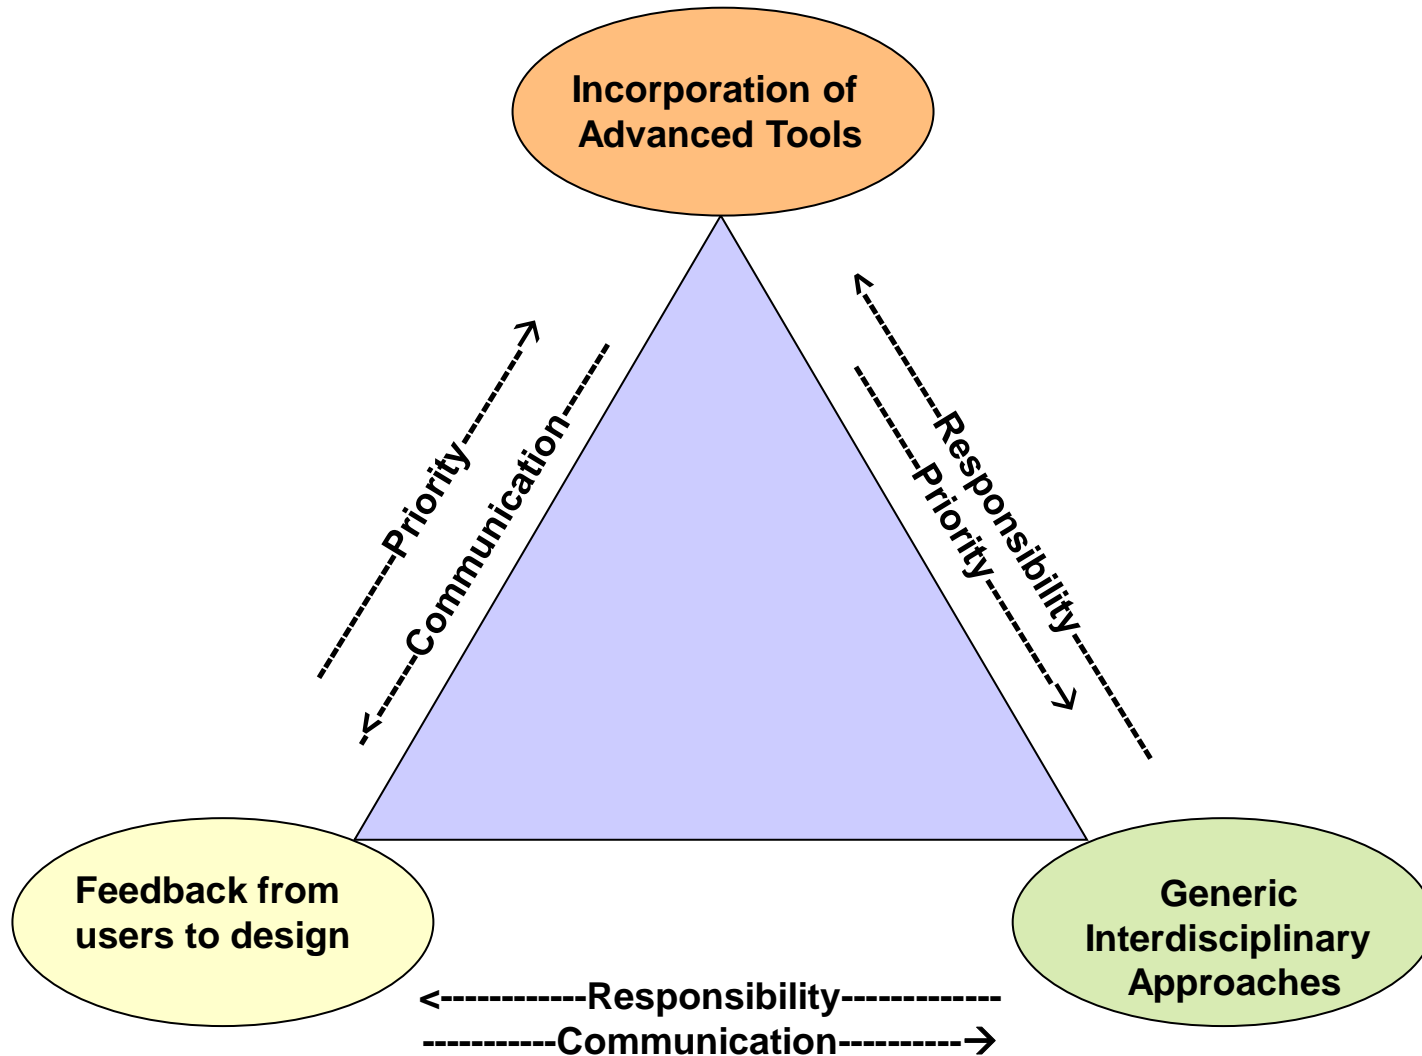 Incorporation of
Advanced Tools
<------------Responsibility------------
-----------Priority--------→
-----------Priority-----------→
<-----Communication--------
Feedback from
users to design
Generic
Interdisciplinary
Approaches
<------------Responsibility-------------
-----------Communication----------→